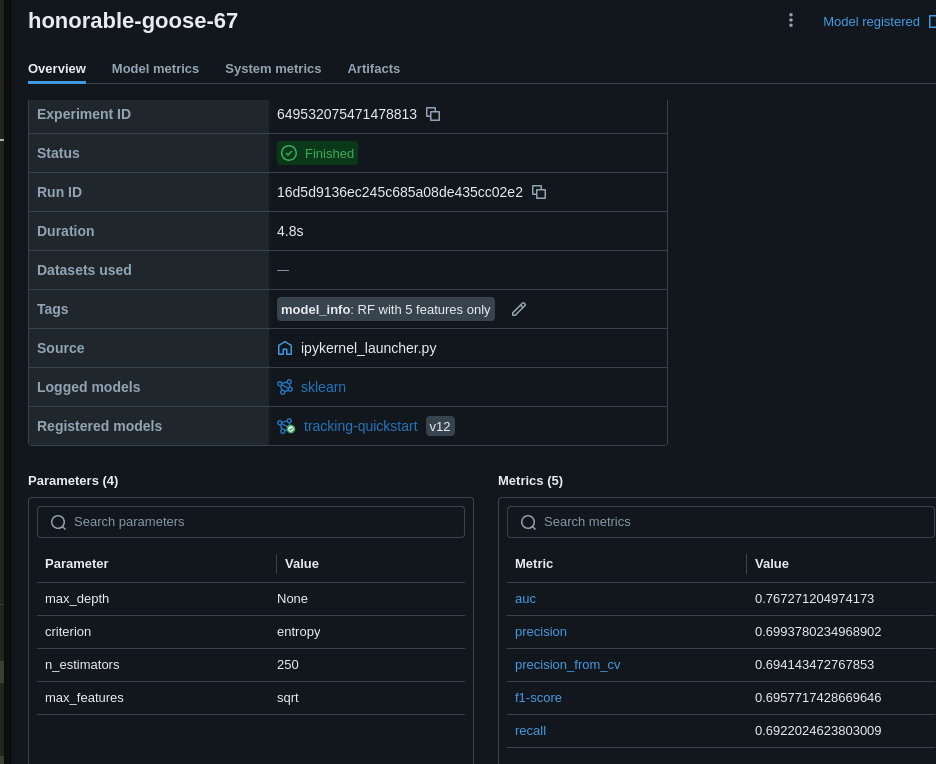 honorable-goose-67
Model registered
Overview Model metrics System metrics Artifacts
Experiment ID 649532075471478813
Status Finished
Run ID 16d5d9136ec245c685a08de435cc02e2
Duration 4.8s
Datasets used —
Tags model_info: RF with 5 features only
Source ipykernel_launcher.py
Logged models sklearn
Registered models tracking-quickstart v12
Parameters (4)
Search parameters
Parameter Value
max_depth None
criterion entropy
n_estimators 250
max_features sqrt
Metrics (5)
Search metrics
Metric Value
auc 0.767271204974173
precision 0.6993780234968902
precision_from_cv 0.694143472767853
f1-score 0.6957717428669646
recall 0.6922024623803009